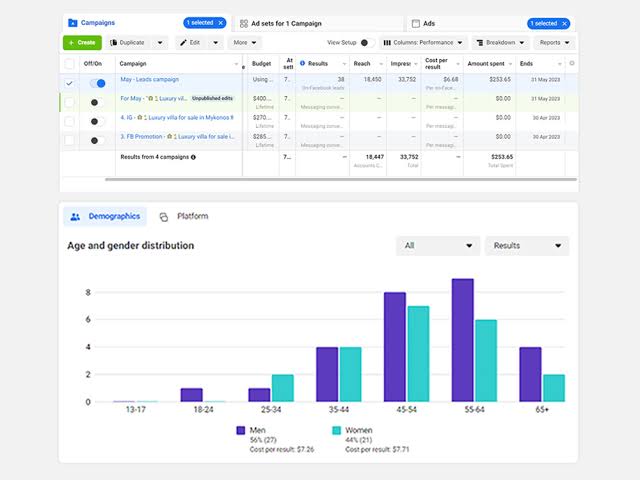 Campaigns
1 selected ×
Ad sets for 1 Campaign
Ads
1 selected ×
+ Create
Duplicate
Edit
More
View Setup
Columns: Performance
Breakdown
Reports
Off/On Campaign Budget At Results Reach Impress Cost per result Amount spent Ends
sett
May - Leads campaign Using ... 7... 38 18,450 33,752 $6.68 $253.65 31 May 2023
On-Facebook leads Per on-Face...
For May - Luxury vil... Unpublished edits $400.... 7... — — — — $0.00 31 May 2023
Lifetime Messaging conve... Per messagi...
4. IG - Luxury villa for sale in Mykonos # $270.... 7... — — — — $0.00 30 Apr 2023
Lifetime Messaging conve... Per messagi...
3. FB Promotion - Luxury villa for sale i... $285.... 7... — — — — $0.00 30 Apr 2023
Lifetime Messaging conve... Per messagi...
Results from 4 campaigns 7... — 18,447 33,752 — $253.65
Accounts C... Total Total Spent
Demographics
Platform
Age and gender distribution
All
Results
8
6
4
2
0
13-17 18-24 25-34 35-44 45-54 55-64 65+
Men
56% (27)
Cost per result: $7.26
Women
44% (21)
Cost per result: $7.71